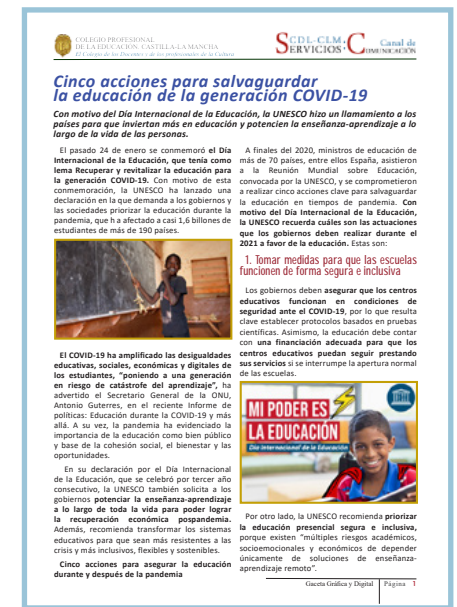 COLEGIO PROFESIONAL
DE LA EDUCACIÓN. CASTILLA-LA MANCHA
El Colegio de los Docentes y de los profesionales de la Cultura
SCDL-CLM
SERVICIOS Y COMUNICACIÓN
Canal de
Cinco acciones para salvaguardar
la educación de la generación COVID-19
Con motivo del Día Internacional de la Educación, la UNESCO hizo un llamamiento a los
países para que inviertan más en educación y potencien la enseñanza-aprendizaje a lo
largo de la vida de las personas.
El pasado 24 de enero se conmemoró el Día
Internacional de la Educación, que tenía como
lema Recuperar y revitalizar la educación para
la generación COVID-19. Con motivo de esta
conmemoración, la UNESCO ha lanzado una
declaración en la que demanda a los gobiernos y
las sociedades priorizar la educación durante la
pandemia, que h a afectado a casi 1,6 billones de
estudiantes de más de 190 países.
El COVID-19 ha amplificado las desigualdades
educativas, sociales, económicas y digitales de
los estudiantes, “poniendo a una generación
en riesgo de catástrofe del aprendizaje”, ha
advertido el Secretario General de la ONU,
Antonio Guterres, en el reciente Informe de
políticas: Educación durante la COVID-19 y más
allá. A su vez, la pandemia ha evidenciado la
importancia de la educación como bien público
y base de la cohesión social, el bienestar y las
oportunidades.
En su declaración por el Día Internacional
de la Educación, que se celebró por tercer año
consecutivo, la UNESCO también solicita a los
gobiernos potenciar la enseñanza-aprendizaje
a lo largo de toda la vida para poder lograr
la recuperación económica pospandemia.
Además, recomienda transformar los sistemas
educativos para que sean más resistentes a las
crisis y más inclusivos, flexibles y sostenibles.
Cinco acciones para asegurar la educación
durante y después de la pandemia
A finales del 2020, ministros de educación de
más de 70 países, entre ellos España, asistieron
a la Reunión Mundial sobre Educación,
convocada por la UNESCO, y se comprometieron
a realizar cinco acciones clave para salvaguardar
la educación en tiempos de pandemia. Con
motivo del Día Internacional de la Educación,
la UNESCO recuerda cuáles son las actuaciones
que los gobiernos deben realizar durante el
2021 a favor de la educación. Estas son:
1. Tomar medidas para que las escuelas
funcionen de forma segura e inclusiva
Los gobiernos deben asegurar que los centros
educativos funcionan en condiciones de
seguridad ante el COVID-19, por lo que resulta
clave establecer protocolos basados en pruebas
científicas. Asimismo, la educación debe contar
con una financiación adecuada para que los
centros educativos puedan seguir prestando
sus servicios si se interrumpe la apertura normal
de las escuelas.
MI PODER ES
LA EDUCACIÓN
Día Internacional de la Educación
Por otro lado, la UNESCO recomienda priorizar
la educación presencial segura e inclusiva,
porque existen “múltiples riesgos académicos,
socioemocionales y económicos de depender
únicamente de soluciones de enseñanza-
aprendizaje remoto”.
Gaceta Gráfica y Digital
Página 1